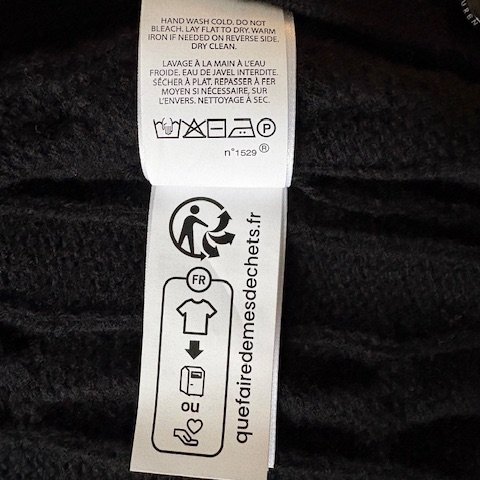 HAND WASH COLD. DO NOT
BLEACH. LAY FLAT TO DRY. WARM
IRON IF NEEDED ON REVERSE SIDE.
DRY CLEAN.
LAVAGE À LA MAIN À L'EAU
FROIDE. EAU DE JAVEL INTERDITE.
SÉCHER À PLAT. REPASSER À FER
MOYEN SI NÉCESSAIRE, SUR
L'ENVERS. NETTOYAGE À SEC.
P
n°1529 ®
FR
OU
quefairedemesdechets.fr